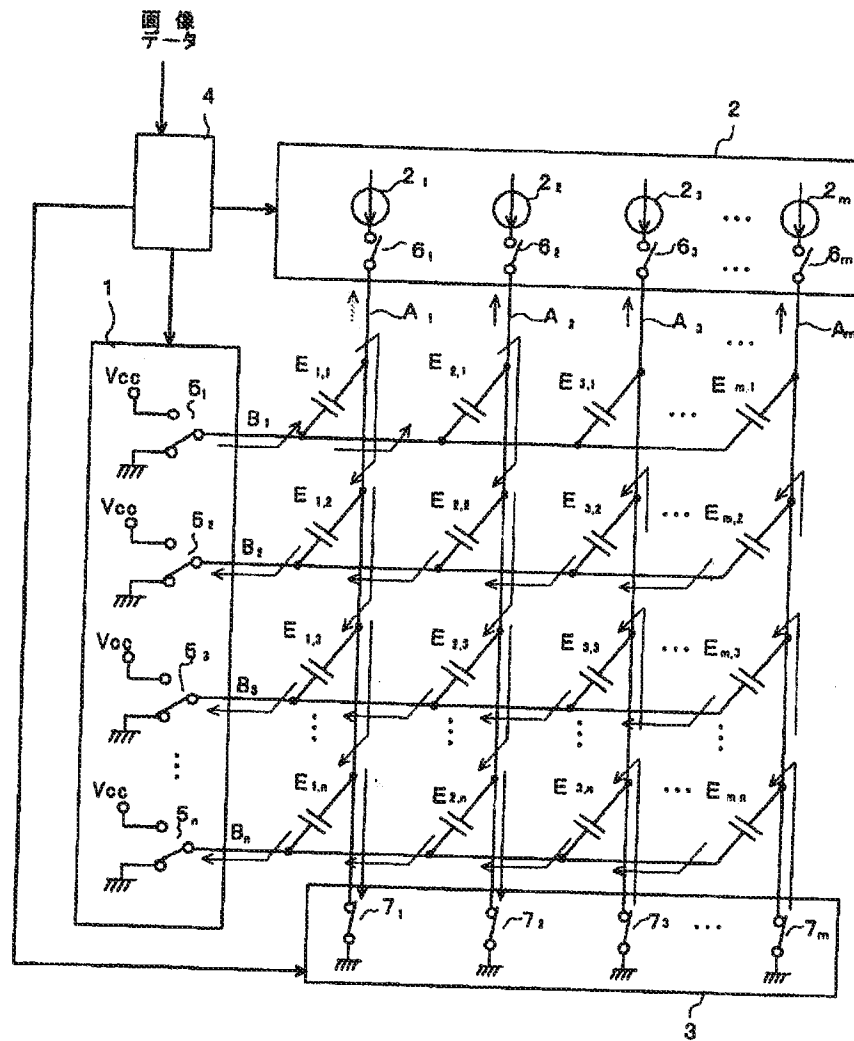 画像
データ
4
2
2₁ 2₂ 2₃ ... 2ₘ
6₁ 6₂ 6₃ ... 6ₘ
1
A₁ A₂ A₃ ... Aₘ
Vcc
5₁
B₁
E₁,₁ E₂,₁ E₃,₁ ... Eₘ,₁
Vcc
5₂
B₂
E₁,₂ E₂,₂ E₃,₂ ... Eₘ,₂
Vcc
5₃
B₃
E₁,₃ E₂,₃ E₃,₃ ... Eₘ,₃
Vcc
5ₙ
Bₙ
E₁,ₙ E₂,ₙ E₃,ₙ ... Eₘ,ₙ
7₁ 7₂ 7₃ ... 7ₘ
3